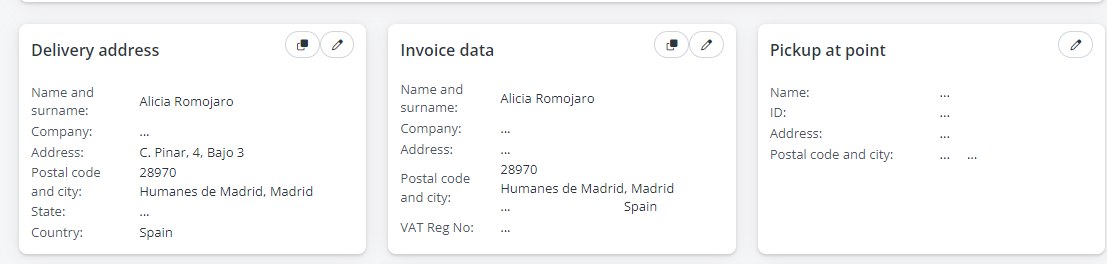 Delivery address
Name and
surname:
Alicia Romojaro
Company:
...
Address:
C. Pinar, 4, Bajo 3
Postal code
and city:
28970
Humanes de Madrid, Madrid
State:
...
Country:
Spain
Invoice data
Name and
surname:
Alicia Romojaro
Company:
...
Address:
...
Postal code
and city:
28970
Humanes de Madrid, Madrid
... Spain
VAT Reg No:
...
Pickup at point
Name:
...
ID:
...
Address:
...
Postal code and city:
... ...